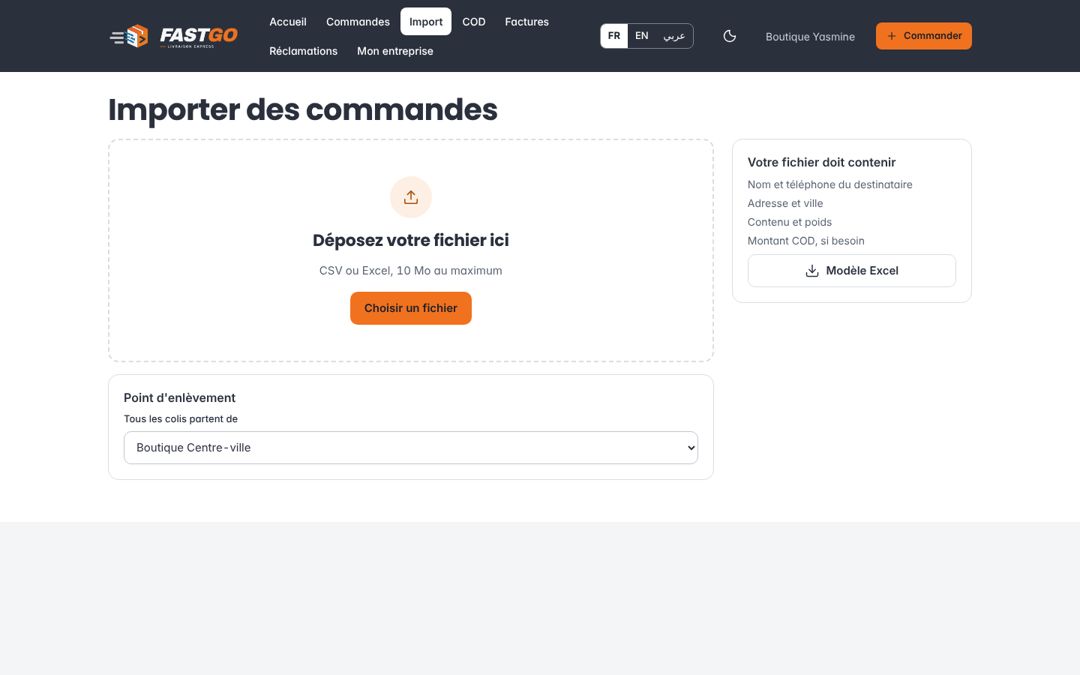 FASTGO
LIVRAISON EXPRESS
Accueil Commandes Import COD Factures
Réclamations Mon entreprise
FR EN عربي
Boutique Yasmine
Commander
Importer des commandes
Déposez votre fichier ici
CSV ou Excel, 10 Mo au maximum
Choisir un fichier
Point d'enlèvement
Tous les colis partent de
Boutique Centre-ville
Votre fichier doit contenir
Nom et téléphone du destinataire
Adresse et ville
Contenu et poids
Montant COD, si besoin
Modèle Excel